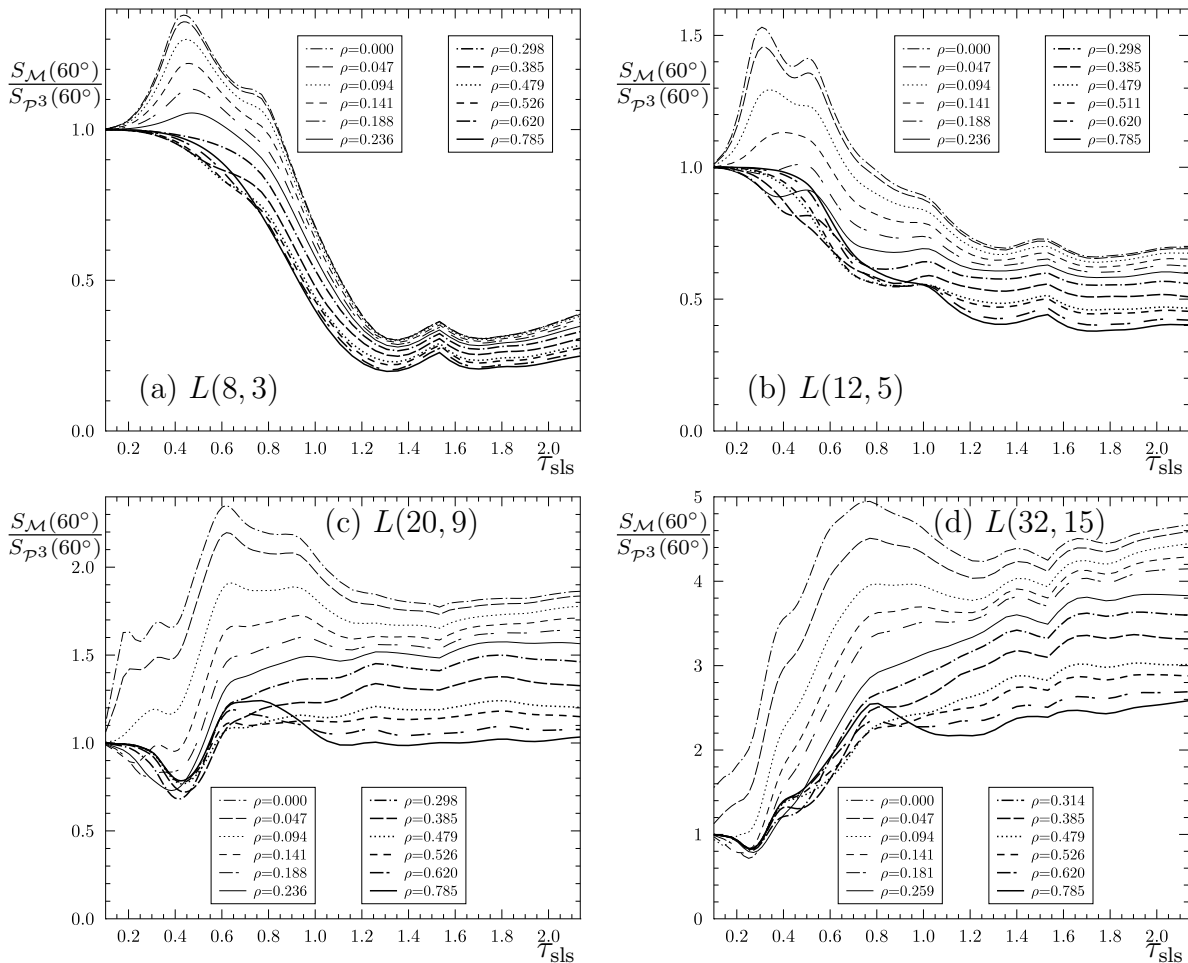 S_M(60°)
S_P3(60°)
1.0
0.5
0.0
0.2 0.4 0.6 0.8 1.0 1.2 1.4 1.6 1.8 2.0
τ̄_sls
ρ=0.000
ρ=0.047
ρ=0.094
ρ=0.141
ρ=0.188
ρ=0.236
ρ=0.298
ρ=0.385
ρ=0.479
ρ=0.526
ρ=0.620
ρ=0.785
(a) L(8, 3)
S_M(60°)
S_P3(60°)
1.5
1.0
0.5
0.0
0.2 0.4 0.6 0.8 1.0 1.2 1.4 1.6 1.8 2.0
τ̄_sls
ρ=0.000
ρ=0.047
ρ=0.094
ρ=0.141
ρ=0.188
ρ=0.236
ρ=0.298
ρ=0.385
ρ=0.479
ρ=0.511
ρ=0.620
ρ=0.785
(b) L(12, 5)
S_M(60°)
S_P3(60°)
(c) L(20, 9)
2.0
1.5
1.0
0.5
0.0
ρ=0.000
ρ=0.047
ρ=0.094
ρ=0.141
ρ=0.188
ρ=0.236
ρ=0.298
ρ=0.385
ρ=0.479
ρ=0.526
ρ=0.620
ρ=0.785
0.2 0.4 0.6 0.8 1.0 1.2 1.4 1.6 1.8 2.0
τ̄_sls
S_M(60°)
S_P3(60°)
(d) L(32, 15)
5
4
3
2
1
0
ρ=0.000
ρ=0.047
ρ=0.094
ρ=0.141
ρ=0.181
ρ=0.259
ρ=0.314
ρ=0.385
ρ=0.479
ρ=0.526
ρ=0.620
ρ=0.785
0.2 0.4 0.6 0.8 1.0 1.2 1.4 1.6 1.8 2.0
τ̄_sls